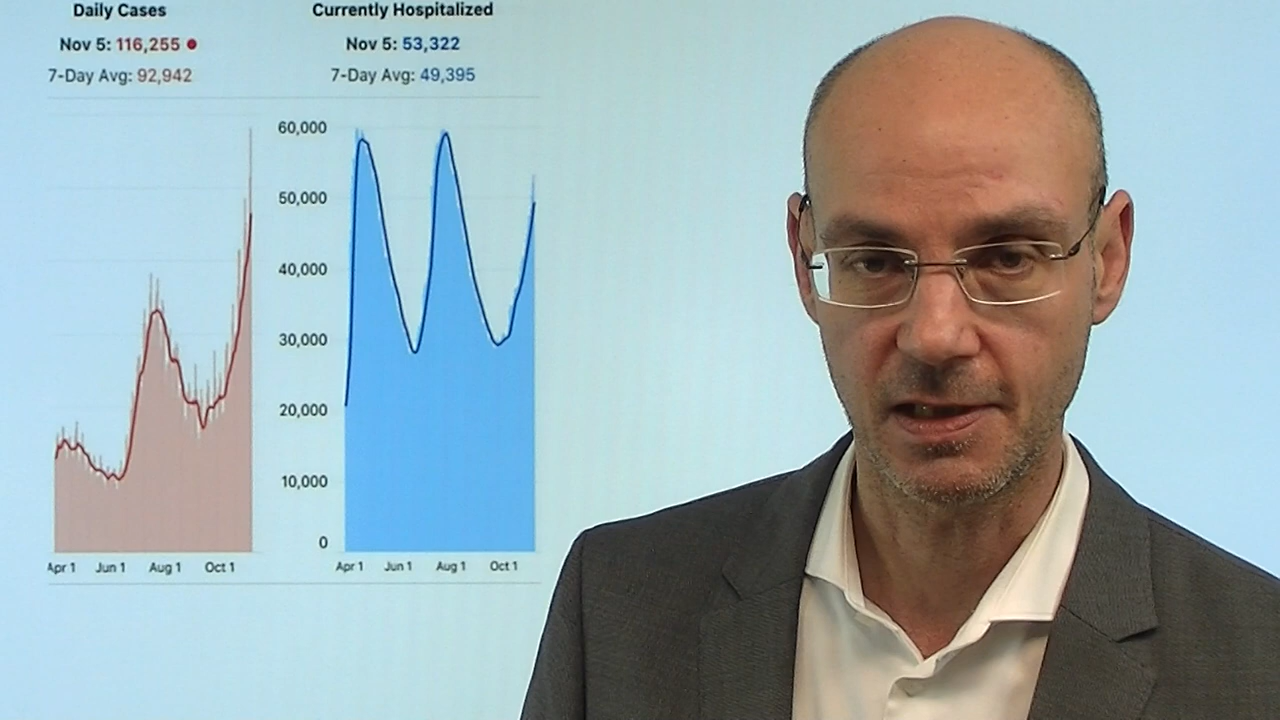 Daily Cases
Nov 5: 116,255
7-Day Avg: 92,942
Apr 1 Jun 1 Aug 1 Oct 1
Currently Hospitalized
Nov 5: 53,322
7-Day Avg: 49,395
60,000
50,000
40,000
30,000
20,000
10,000
0
Apr 1 Jun 1 Aug 1 Oct 1